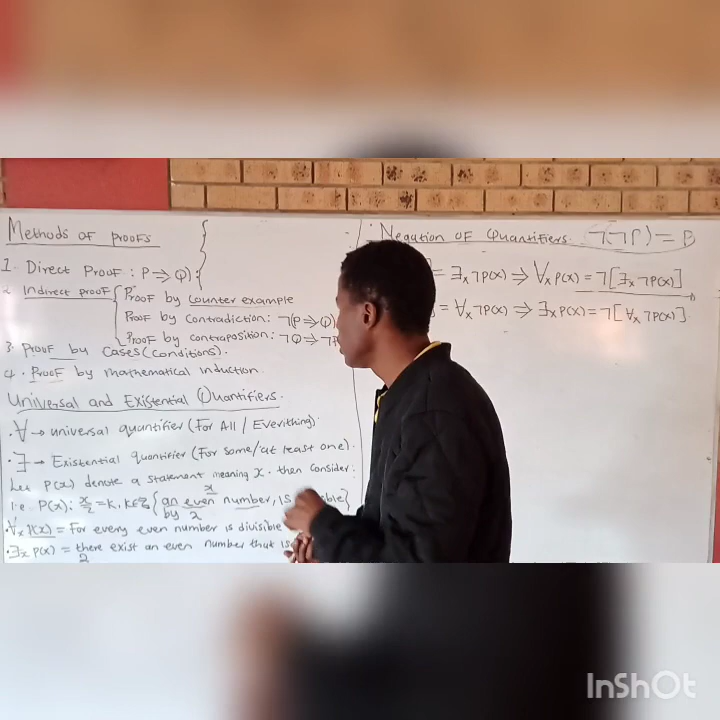 Methods of Proofs
1. Direct Proof : P⇒Q
2 Indirect proof { Proof by counter example
Proof by contradiction: ¬(P⇒Q)
Proof by contraposition: ¬Q→¬P
3. Proof by Cases (conditions).
4. Proof by mathematical induction.
Universal and Existential Quantifiers.
• ∀ → universal quantifier (For All / Everithing)
• ∃ → Existential quantifier (For some/at least one).
Let P(x) denote a statement meaning x. then consider:
i.e P(x): x/2 = K, K∈ℤ { an even number, x is
by 2
• ∀x P(x) = For every even number is divisible
• ∃x P(x) = there exist an even number that is
2
Negation of Quantifiers. ¬(¬P) = P
= ∃x ¬P(x) ⇒ ∀x P(x) = ¬[∃x ¬P(x)]
= ∀x ¬P(x) ⇒ ∃x P(x) = ¬[∀x ¬P(x)]
InShOt